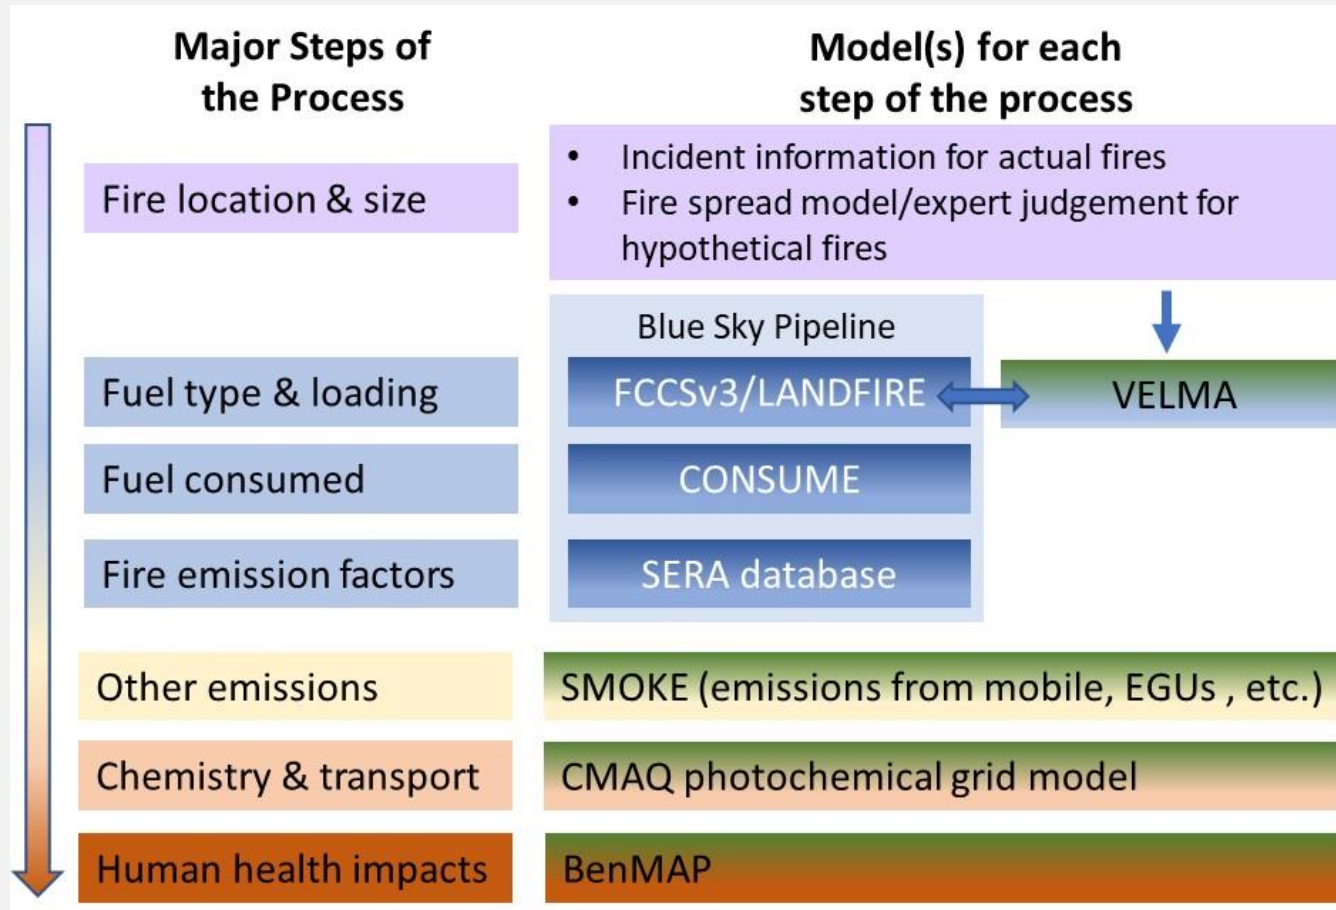 Major Steps of
the Process
Model(s) for each
step of the process
Fire location & size
• Incident information for actual fires
• Fire spread model/expert judgement for
hypothetical fires
Blue Sky Pipeline
Fuel type & loading
FCCSv3/LANDFIRE
VELMA
Fuel consumed
CONSUME
Fire emission factors
SERA database
Other emissions
SMOKE (emissions from mobile, EGUs , etc.)
Chemistry & transport
CMAQ photochemical grid model
Human health impacts
BenMAP